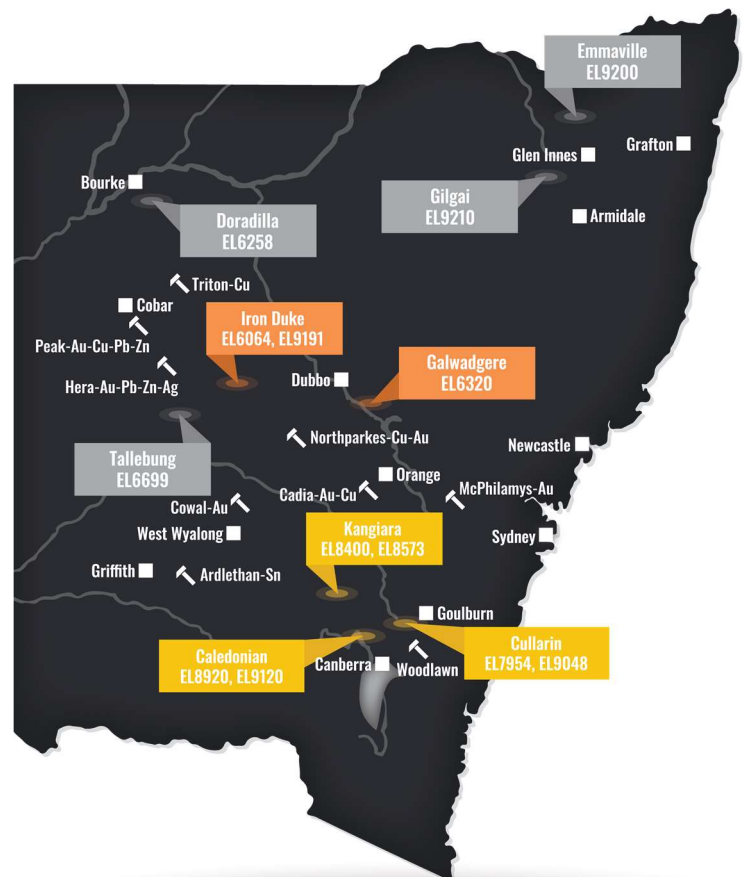 Emmaville
EL9200
Grafton
Glen Innes
Bourke
Gilgai
EL9210
Armidale
Doradilla
EL6258
Triton-Cu
Cobar
Iron Duke
EL6064, EL9191
Peak-Au-Cu-Pb-Zn
Galwadgere
EL6320
Hera-Au-Pb-Zn-Ag
Dubbo
Northparkes-Cu-Au
Newcastle
Tallebung
EL6699
Orange
Cadia-Au-Cu
McPhilamys-Au
Cowal-Au
Kangiara
EL8400, EL8573
West Wyalong
Sydney
Griffith
Ardlethan-Sn
Goulburn
Cullarin
EL7954, EL9048
Caledonian
EL8920, EL9120
Canberra
Woodlawn